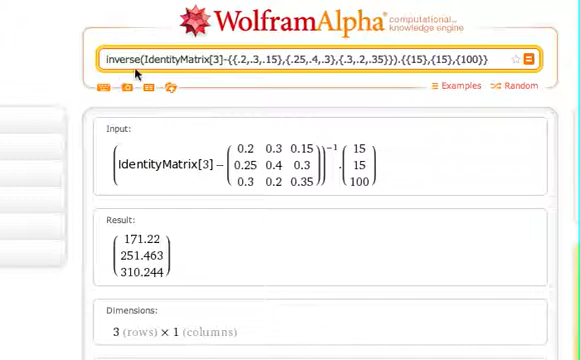 WolframAlpha computational... knowledge engine
inverse(IdentityMatrix[3]-{{.2,.3,.15},{.25,.4,.3},{.3,.2,.35}}).{{15},{15},{100}}
Examples Random
Input:
(IdentityMatrix[3] − (0.2 0.3 0.15
0.25 0.4 0.3
0.3 0.2 0.35))⁻¹ . (15
15
100)
Result:
(171.22
251.463
310.244)
Dimensions:
3 (rows) × 1 (columns)